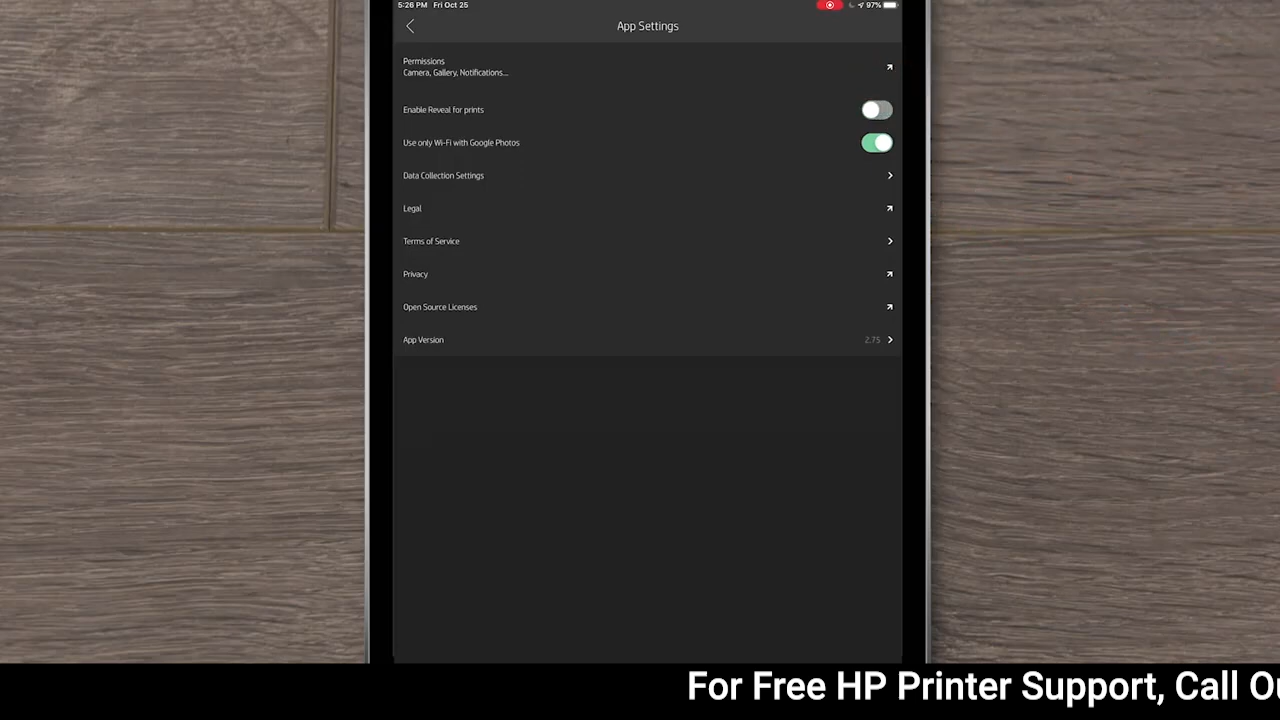 5:26 PM Fri Oct 25
97%
App Settings
Permissions
Camera, Gallery, Notifications...
Enable Reveal for prints
Use only Wi-Fi with Google Photos
Data Collection Settings
Legal
Terms of Service
Privacy
Open Source Licenses
App Version 2.75
For Free HP Printer Support, Call